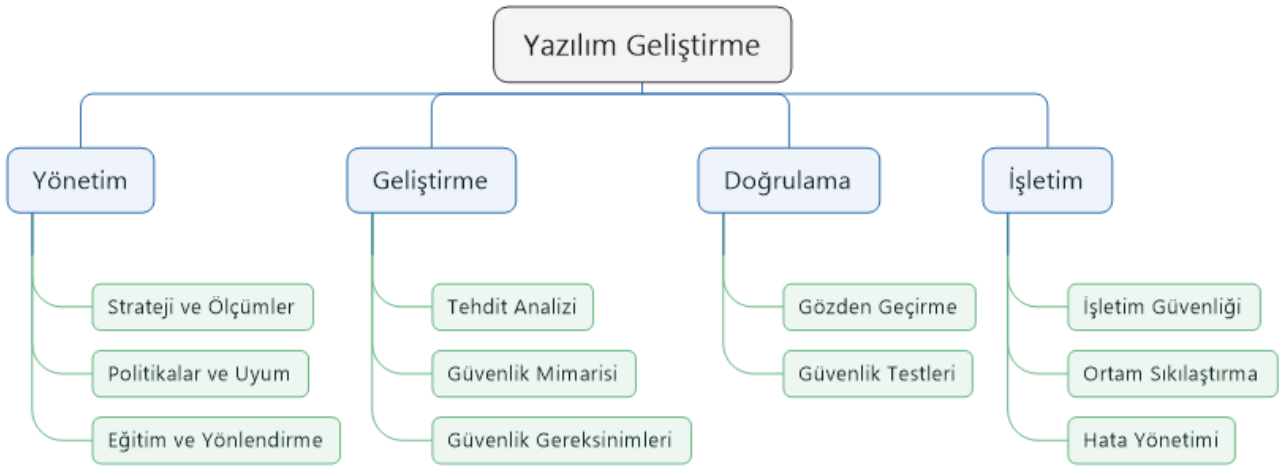 Yazılım Geliştirme
Yönetim
Strateji ve Ölçümler
Politikalar ve Uyum
Eğitim ve Yönlendirme
Geliştirme
Tehdit Analizi
Güvenlik Mimarisi
Güvenlik Gereksinimleri
Doğrulama
Gözden Geçirme
Güvenlik Testleri
İşletim
İşletim Güvenliği
Ortam Sıkılaştırma
Hata Yönetimi